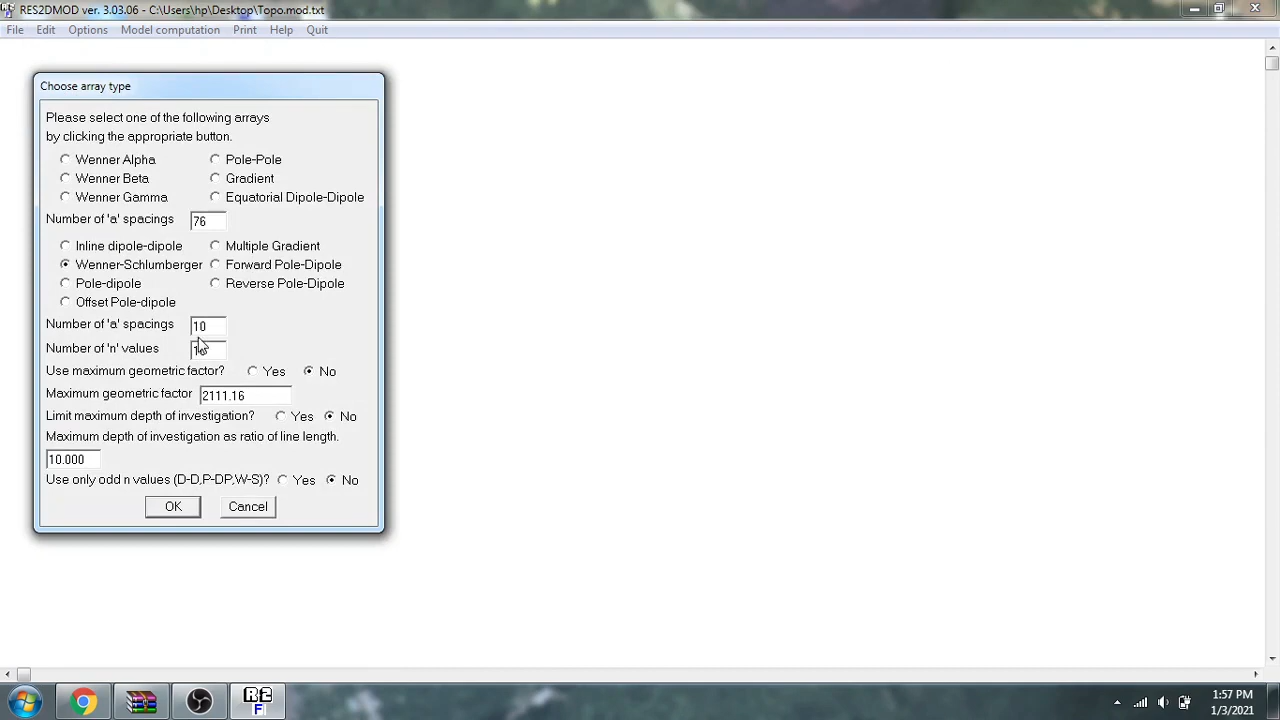 RES2DMOD ver. 3.03.06 - C:\Users\hp\Desktop\Topo.mod.txt
File Edit Options Model computation Print Help Quit
Choose array type
Please select one of the following arrays
by clicking the appropriate button.
Wenner Alpha Pole-Pole
Wenner Beta Gradient
Wenner Gamma Equatorial Dipole-Dipole
Number of 'a' spacings 76
Inline dipole-dipole Multiple Gradient
Wenner-Schlumberger Forward Pole-Dipole
Pole-dipole Reverse Pole-Dipole
Offset Pole-dipole
Number of 'a' spacings 10
Number of 'n' values
Use maximum geometric factor? Yes No
Maximum geometric factor 2111.16
Limit maximum depth of investigation? Yes No
Maximum depth of investigation as ratio of line length.
10.000
Use only odd n values (D-D,P-DP,W-S)? Yes No
OK Cancel
R2
F
1:57 PM
1/3/2021